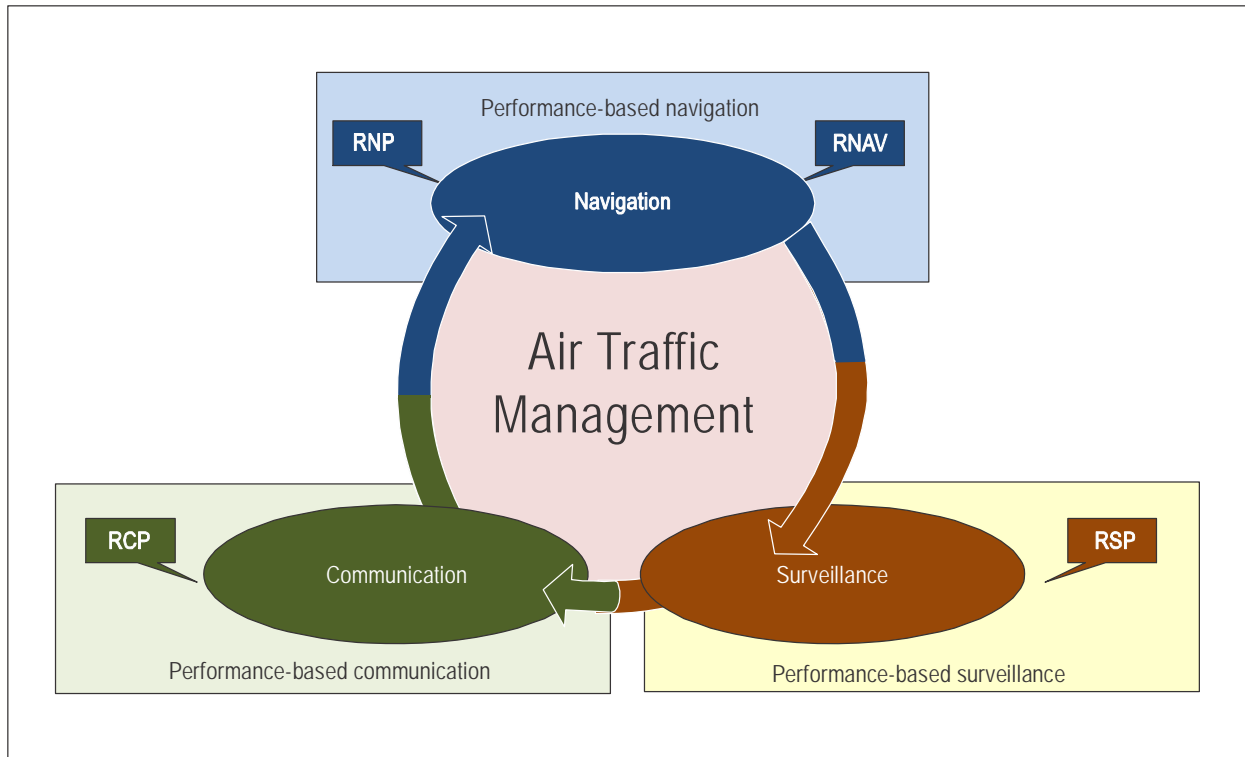 Performance-based navigation
RNP
RNAV
Navigation
Air Traffic
Management
RCP
RSP
Communication
Surveillance
Performance-based communication
Performance-based surveillance